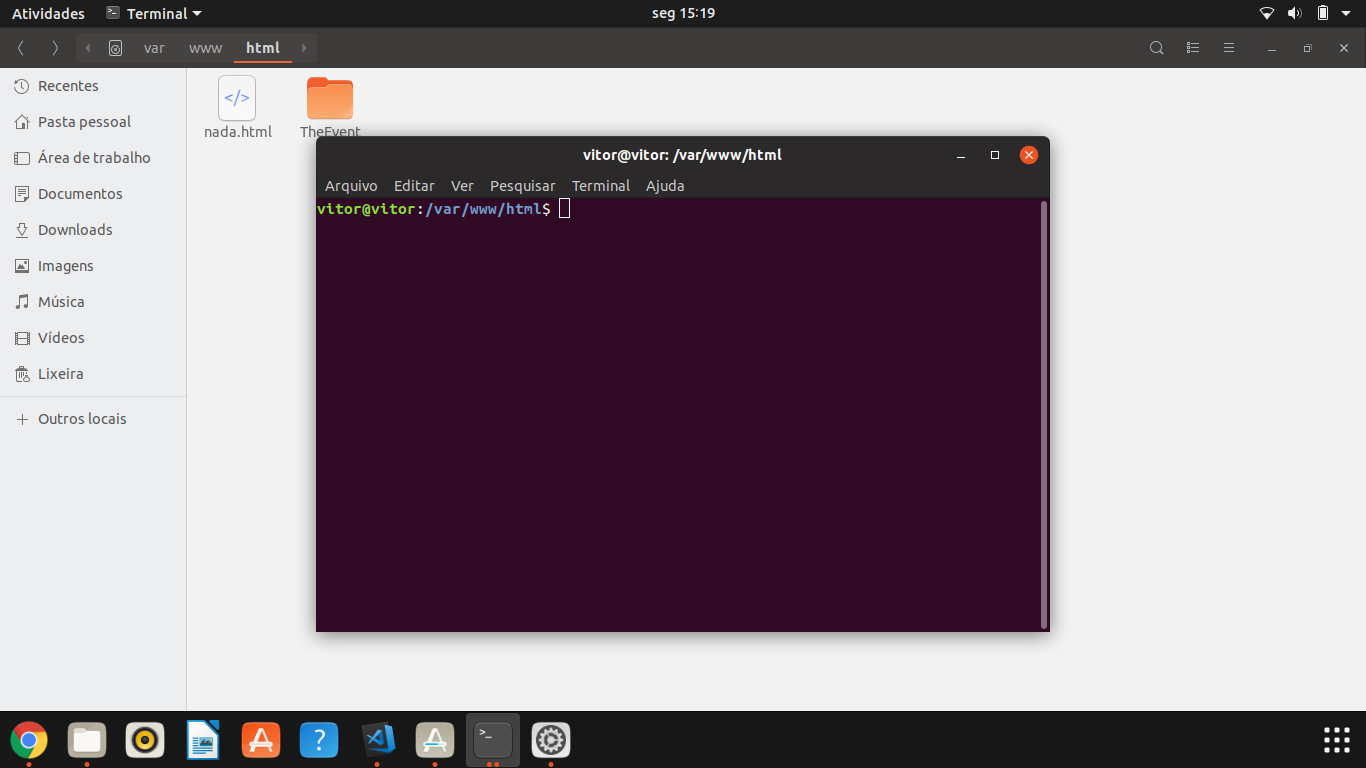 Atividades Terminal seg 15:19
var www html
Recentes
Pasta pessoal
Área de trabalho
Documentos
Downloads
Imagens
Música
Vídeos
Lixeira
Outros locais
nada.html TheEvent
vitor@vitor: /var/www/html
Arquivo Editar Ver Pesquisar Terminal Ajuda
vitor@vitor:/var/www/html$